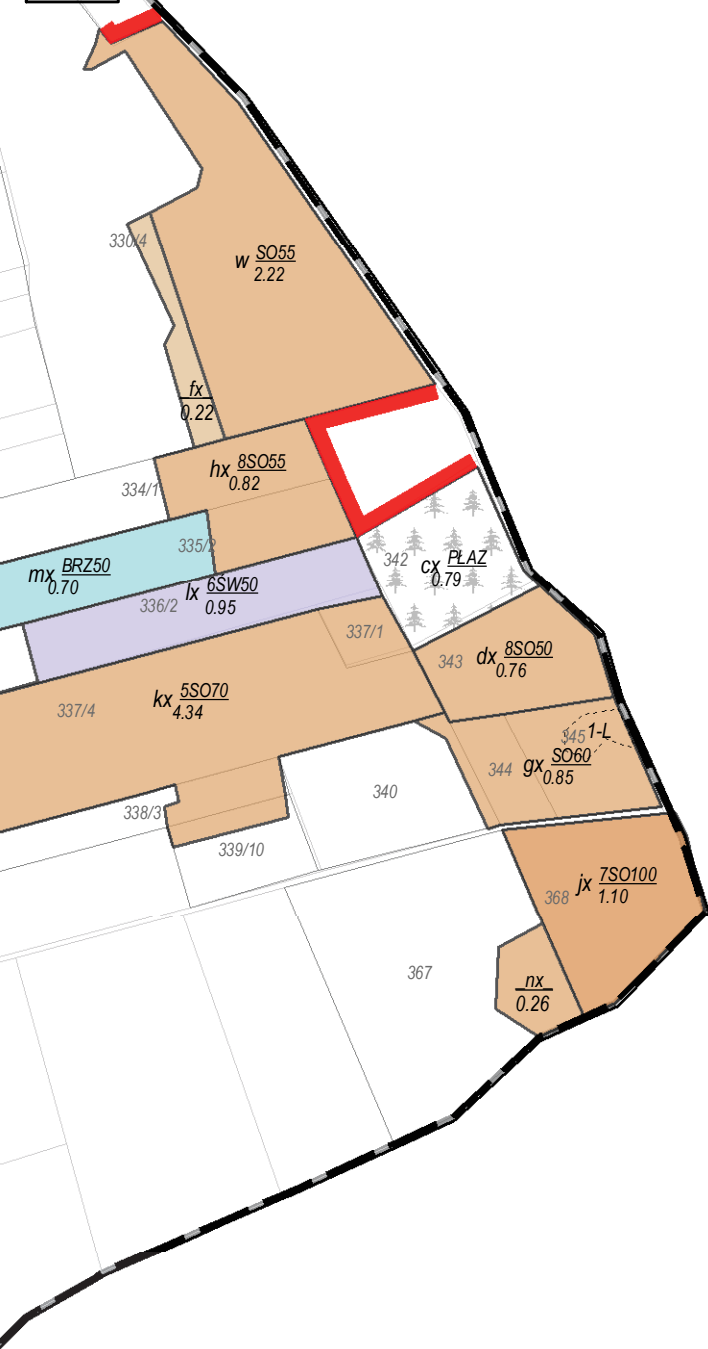 330/4
w SO55
2.22
fx
0.22
hx 8SO55
0.82
334/1
335/2
mx BRZ50
0.70
342
cx PŁAZ
0.79
lx 6ŚW50
0.95
336/2
337/1
343
dx 8SO50
0.76
kx 5SO70
4.34
337/4
345
1-L
344
gx SO60
0.85
340
338/3
339/10
jx 7SO100
1.10
368
367
nx
0.26